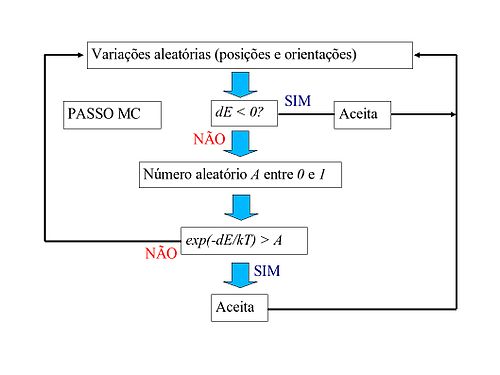 Variações aleatórias (posições e orientações)
SIM
PASSO MC
dE < 0?
Aceita
NÃO
Número aleatório A entre 0 e 1
exp(-dE/kT) > A
NÃO
SIM
Aceita